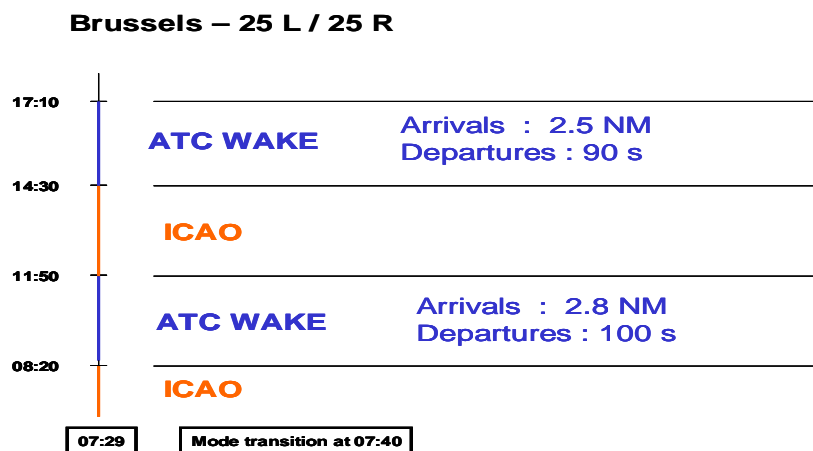 Brussels – 25 L / 25 R
17:10
ATC WAKE
Arrivals : 2.5 NM
Departures : 90 s
14:30
ICAO
11:50
ATC WAKE
Arrivals : 2.8 NM
Departures : 100 s
08:20
ICAO
07:29
Mode transition at 07:40